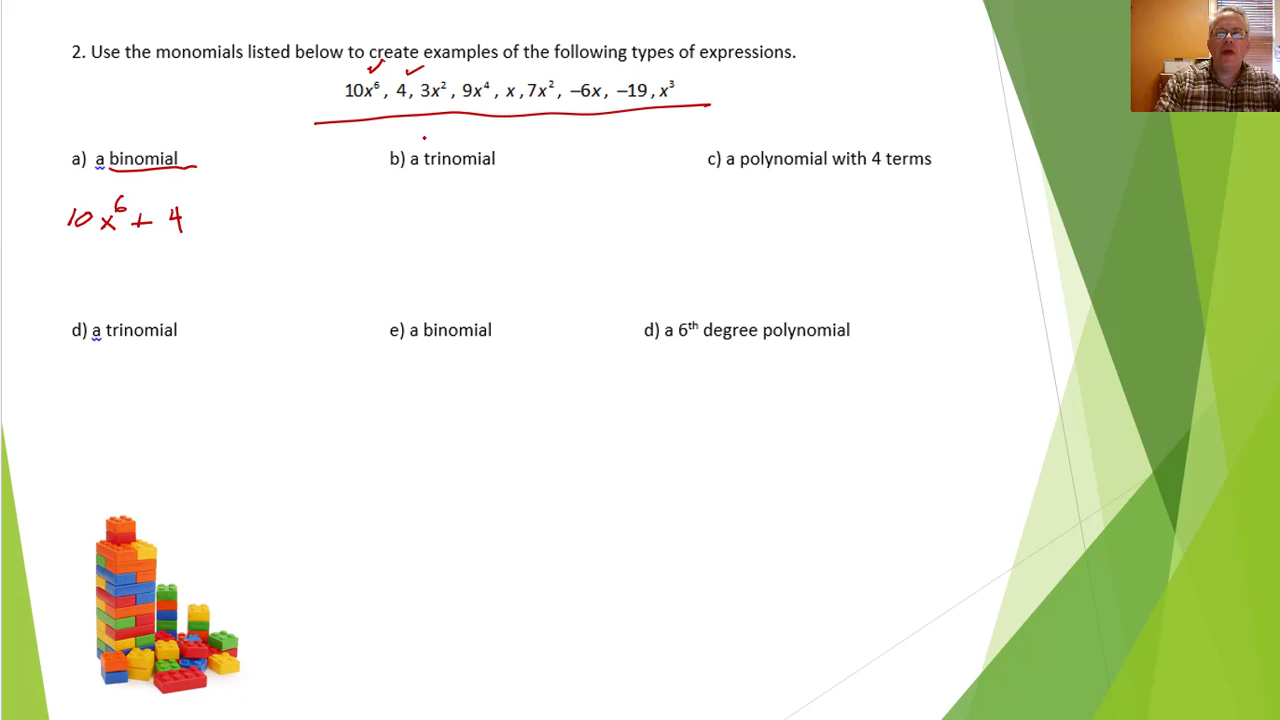 2. Use the monomials listed below to create examples of the following types of expressions.
10x⁶, 4, 3x², 9x⁴, x, 7x², −6x, −19, x³
a) a binomial
b) a trinomial
c) a polynomial with 4 terms
10x⁶ + 4
d) a trinomial
e) a binomial
d) a 6th degree polynomial